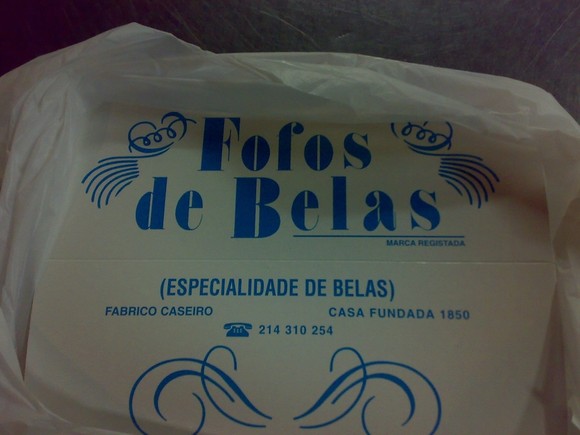 Fofos
de Belas
MARCA REGISTADA
(ESPECIALIDADE DE BELAS)
FABRICO CASEIRO CASA FUNDADA 1850
☎ 214 310 254